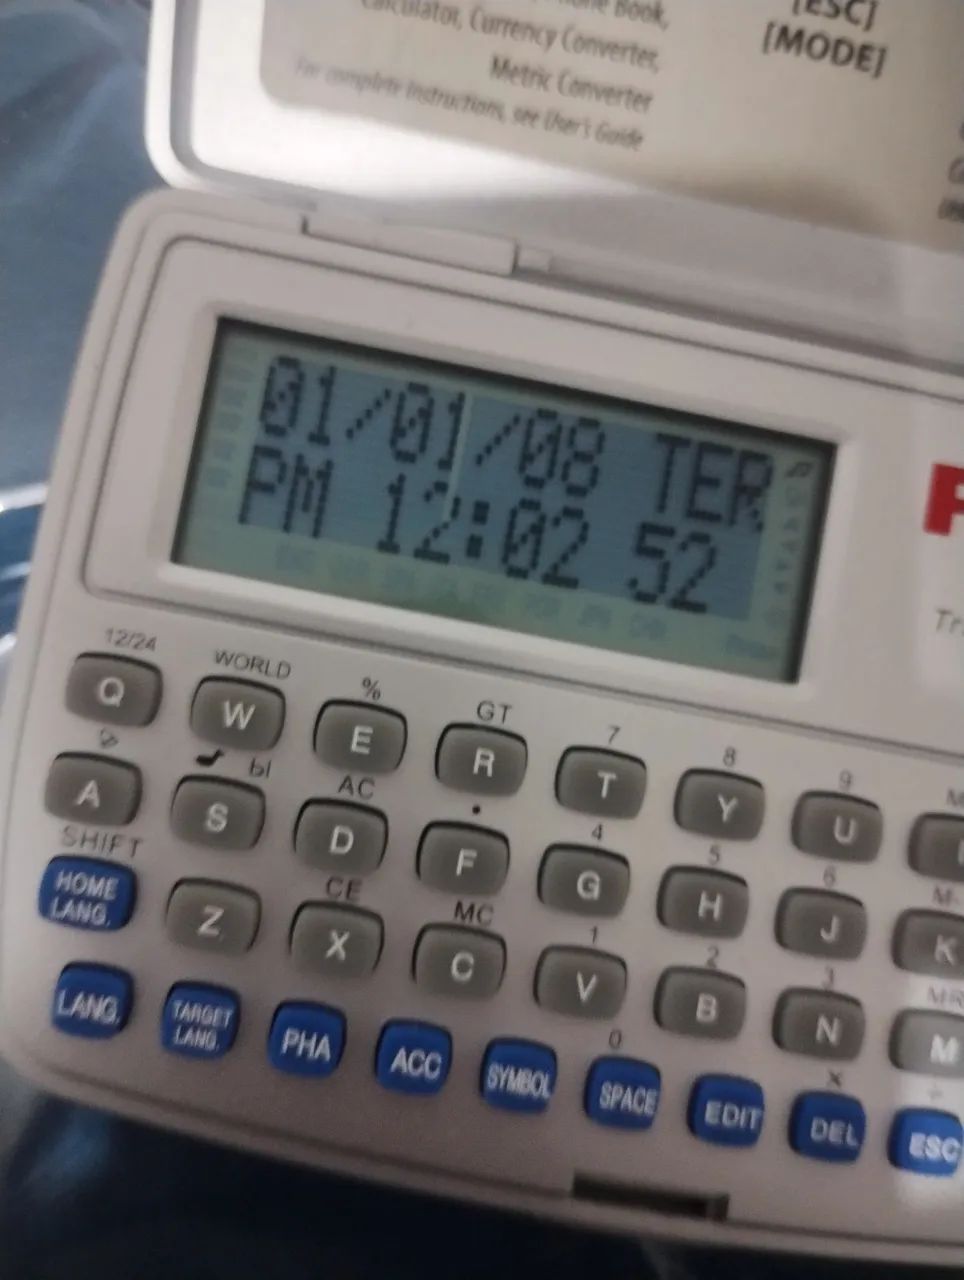 Book,
Calculator, Currency Converter,
Metric Converter
For complete instructions, see User's Guide
[ESC]
[MODE]
01/01/08 TER
PM 12:02 52
12/24 WORLD % GT 7 8 9
Q W E R T Y U
Ы AC • 4 5 6 M-
A S D F G H J K
SHIFT CE MC 1 2 3 MR
HOME LANG. Z X C V B N M
0 × ÷
LANG. TARGET LANG. PHA ACC SYMBOL SPACE EDIT DEL ESC